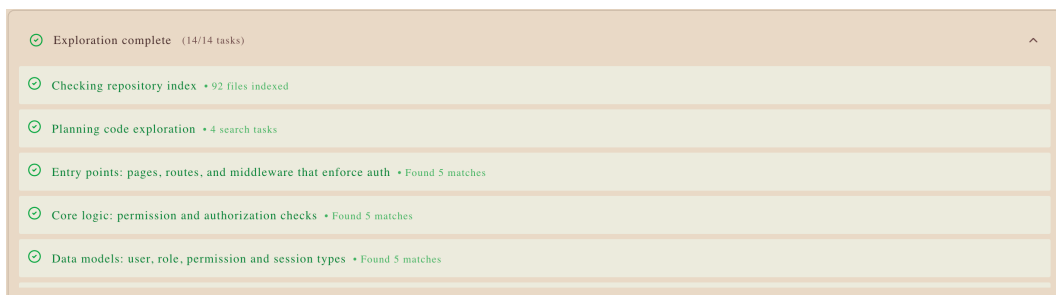 Exploration complete (14/14 tasks)
Checking repository index • 92 files indexed
Planning code exploration • 4 search tasks
Entry points: pages, routes, and middleware that enforce auth • Found 5 matches
Core logic: permission and authorization checks • Found 5 matches
Data models: user, role, permission and session types • Found 5 matches